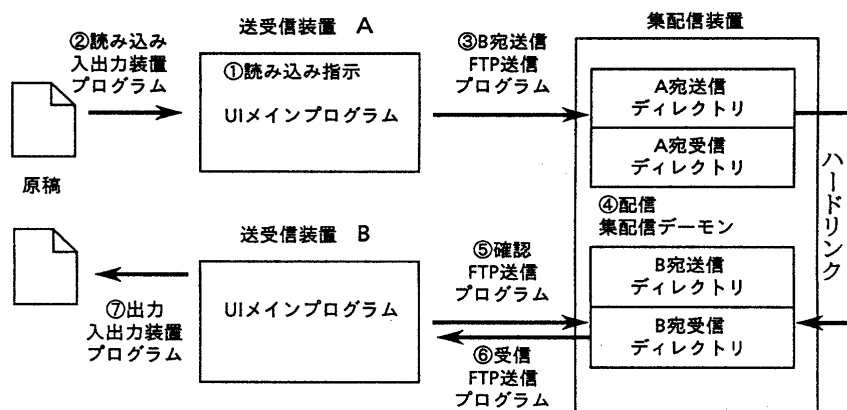 ②読み込み
入出力装置
プログラム
原稿
送受信装置 A
①読み込み指示
UIメインプログラム
③B宛送信
FTP送信
プログラム
集配信装置
A宛送信
ディレクトリ
A宛受信
ディレクトリ
ハードリンク
④配信
集配信デーモン
送受信装置 B
UIメインプログラム
⑤確認
FTP送信
プログラム
B宛送信
ディレクトリ
B宛受信
ディレクトリ
⑥受信
FTP送信
プログラム
⑦出力
入出力装置
プログラム